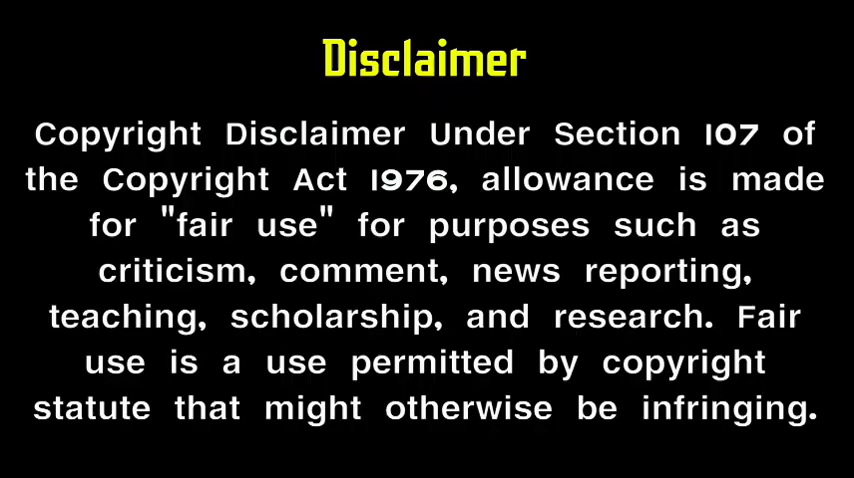 Disclaimer
Copyright Disclaimer Under Section 107 of
the Copyright Act 1976, allowance is made
for "fair use" for purposes such as
criticism, comment, news reporting,
teaching, scholarship, and research. Fair
use is a use permitted by copyright
statute that might otherwise be infringing.